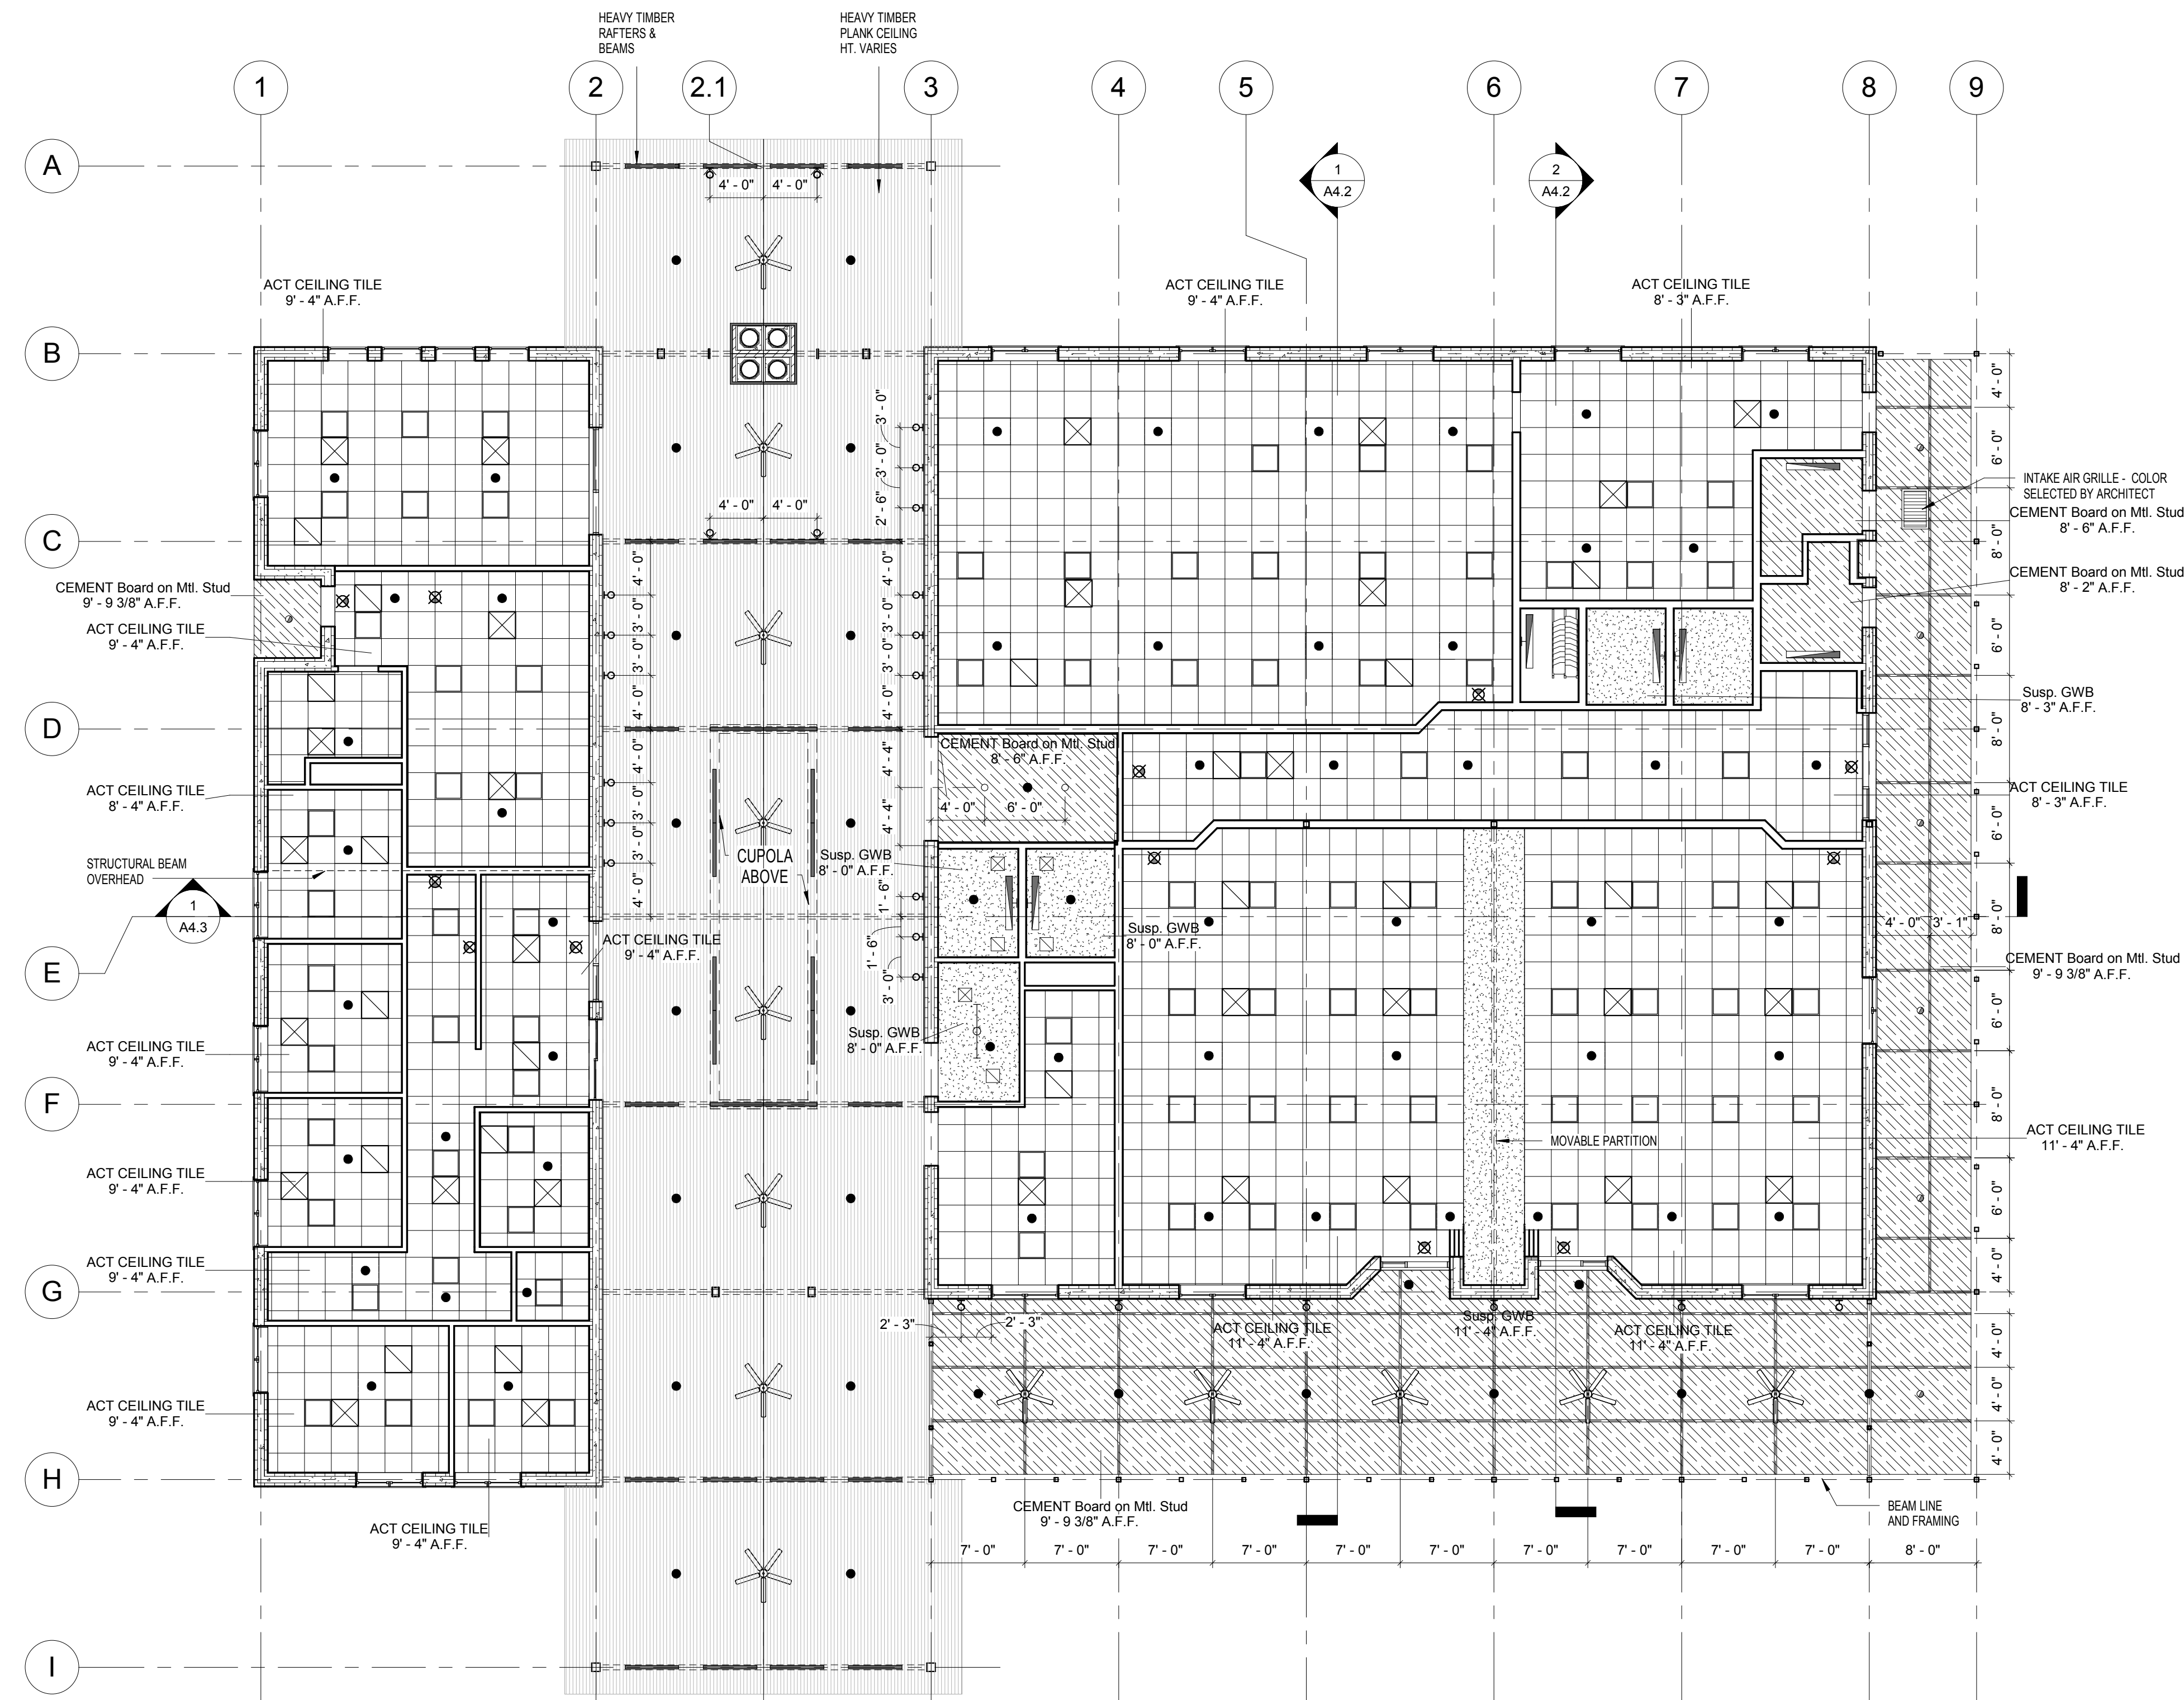 HEAVY TIMBER
RAFTERS &
BEAMS
HEAVY TIMBER
PLANK CEILING
HT. VARIES
1
2
2.1
3
4
5
6
7
8
9
A
4' - 0"
4' - 0"
1
A4.2
2
A4.2
ACT CEILING TILE
9' - 4" A.F.F.
ACT CEILING TILE
9' - 4" A.F.F.
ACT CEILING TILE
8' - 3" A.F.F.
B
4' - 0"
3' - 0"
6' - 0"
3' - 0"
INTAKE AIR GRILLE - COLOR
SELECTED BY ARCHITECT
4' - 0"
4' - 0"
2' - 6"
CEMENT Board on Mtl. Stud
8' - 6" A.F.F.
C
8' - 0"
4' - 0"
4' - 0"
CEMENT Board on Mtl. Stud
9' - 9 3/8" A.F.F.
CEMENT Board on Mtl. Stud
8' - 2" A.F.F.
ACT CEILING TILE
9' - 4" A.F.F.
3' - 0"
3' - 0"
6' - 0"
3' - 0"
3' - 0"
Susp. GWB
8' - 3" A.F.F.
4' - 0"
4' - 0"
D
8' - 0"
CEMENT Board on Mtl. Stud
8' - 6" A.F.F.
4' - 0"
4' - 4"
ACT CEILING TILE
8' - 4" A.F.F.
ACT CEILING TILE
8' - 3" A.F.F.
3' - 0"
4' - 0"
6' - 0"
4' - 4"
6' - 0"
3' - 0"
CUPOLA
ABOVE
Susp. GWB
8' - 0" A.F.F.
STRUCTURAL BEAM
OVERHEAD
4' - 0"
1' - 6"
1
A4.3
8' - 0"
4' - 0"
3' - 1"
Susp. GWB
8' - 0" A.F.F.
ACT CEILING TILE
9' - 4" A.F.F.
1' - 6"
CEMENT Board on Mtl. Stud
9' - 9 3/8" A.F.F.
E
3' - 0"
6' - 0"
Susp. GWB
8' - 0" A.F.F.
ACT CEILING TILE
9' - 4" A.F.F.
F
8' - 0"
MOVABLE PARTITION
ACT CEILING TILE
11' - 4" A.F.F.
ACT CEILING TILE
9' - 4" A.F.F.
6' - 0"
ACT CEILING TILE
9' - 4" A.F.F.
4' - 0"
G
2' - 3"
2' - 3"
ACT CEILING TILE
11' - 4" A.F.F.
Susp. GWB
11' - 4" A.F.F.
ACT CEILING TILE
11' - 4" A.F.F.
4' - 0"
4' - 0"
ACT CEILING TILE
9' - 4" A.F.F.
4' - 0"
H
CEMENT Board on Mtl. Stud
9' - 9 3/8" A.F.F.
BEAM LINE
AND FRAMING
ACT CEILING TILE
9' - 4" A.F.F.
7' - 0"
7' - 0"
7' - 0"
7' - 0"
7' - 0"
7' - 0"
7' - 0"
7' - 0"
7' - 0"
7' - 0"
8' - 0"
I